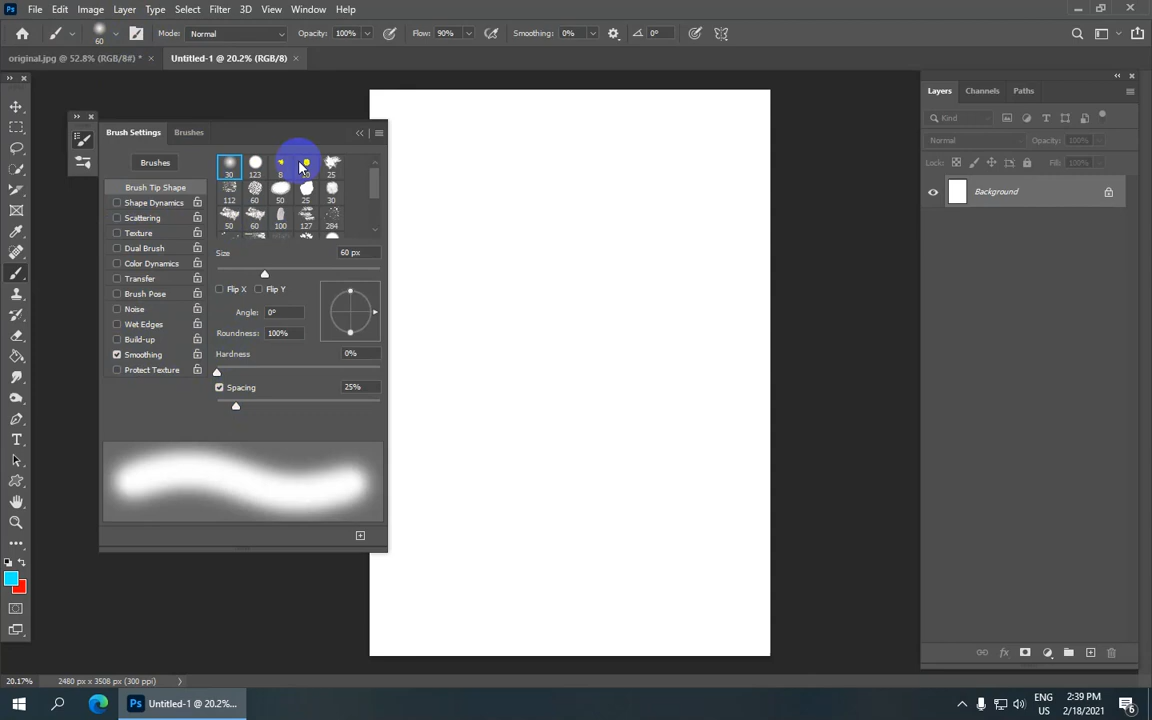 Ps File Edit Image Layer Type Select Filter 3D View Window Help
60 Mode: Normal Opacity: 100% Flow: 90% Smoothing: 0% 0°
original.jpg @ 52.8% (RGB/8#) * × Untitled-1 @ 20.2% (RGB/8) ×
Layers Channels Paths
Kind
Normal Opacity: 100%
Lock: Fill: 100%
Background
Brush Settings Brushes
Brushes
Brush Tip Shape
Shape Dynamics
Scattering
Texture
Dual Brush
Color Dynamics
Transfer
Brush Pose
Noise
Wet Edges
Build-up
Smoothing
Protect Texture
30 123 8 25
112 60 50 25 30
50 60 100 127 284
Size 60 px
Flip X Flip Y
Angle: 0°
Roundness: 100%
Hardness 0%
Spacing 25%
20.17% 2480 px x 3508 px (300 ppi)
Ps Untitled-1 @ 20.2%...
ENG 2:39 PM
US 2/18/2021
6